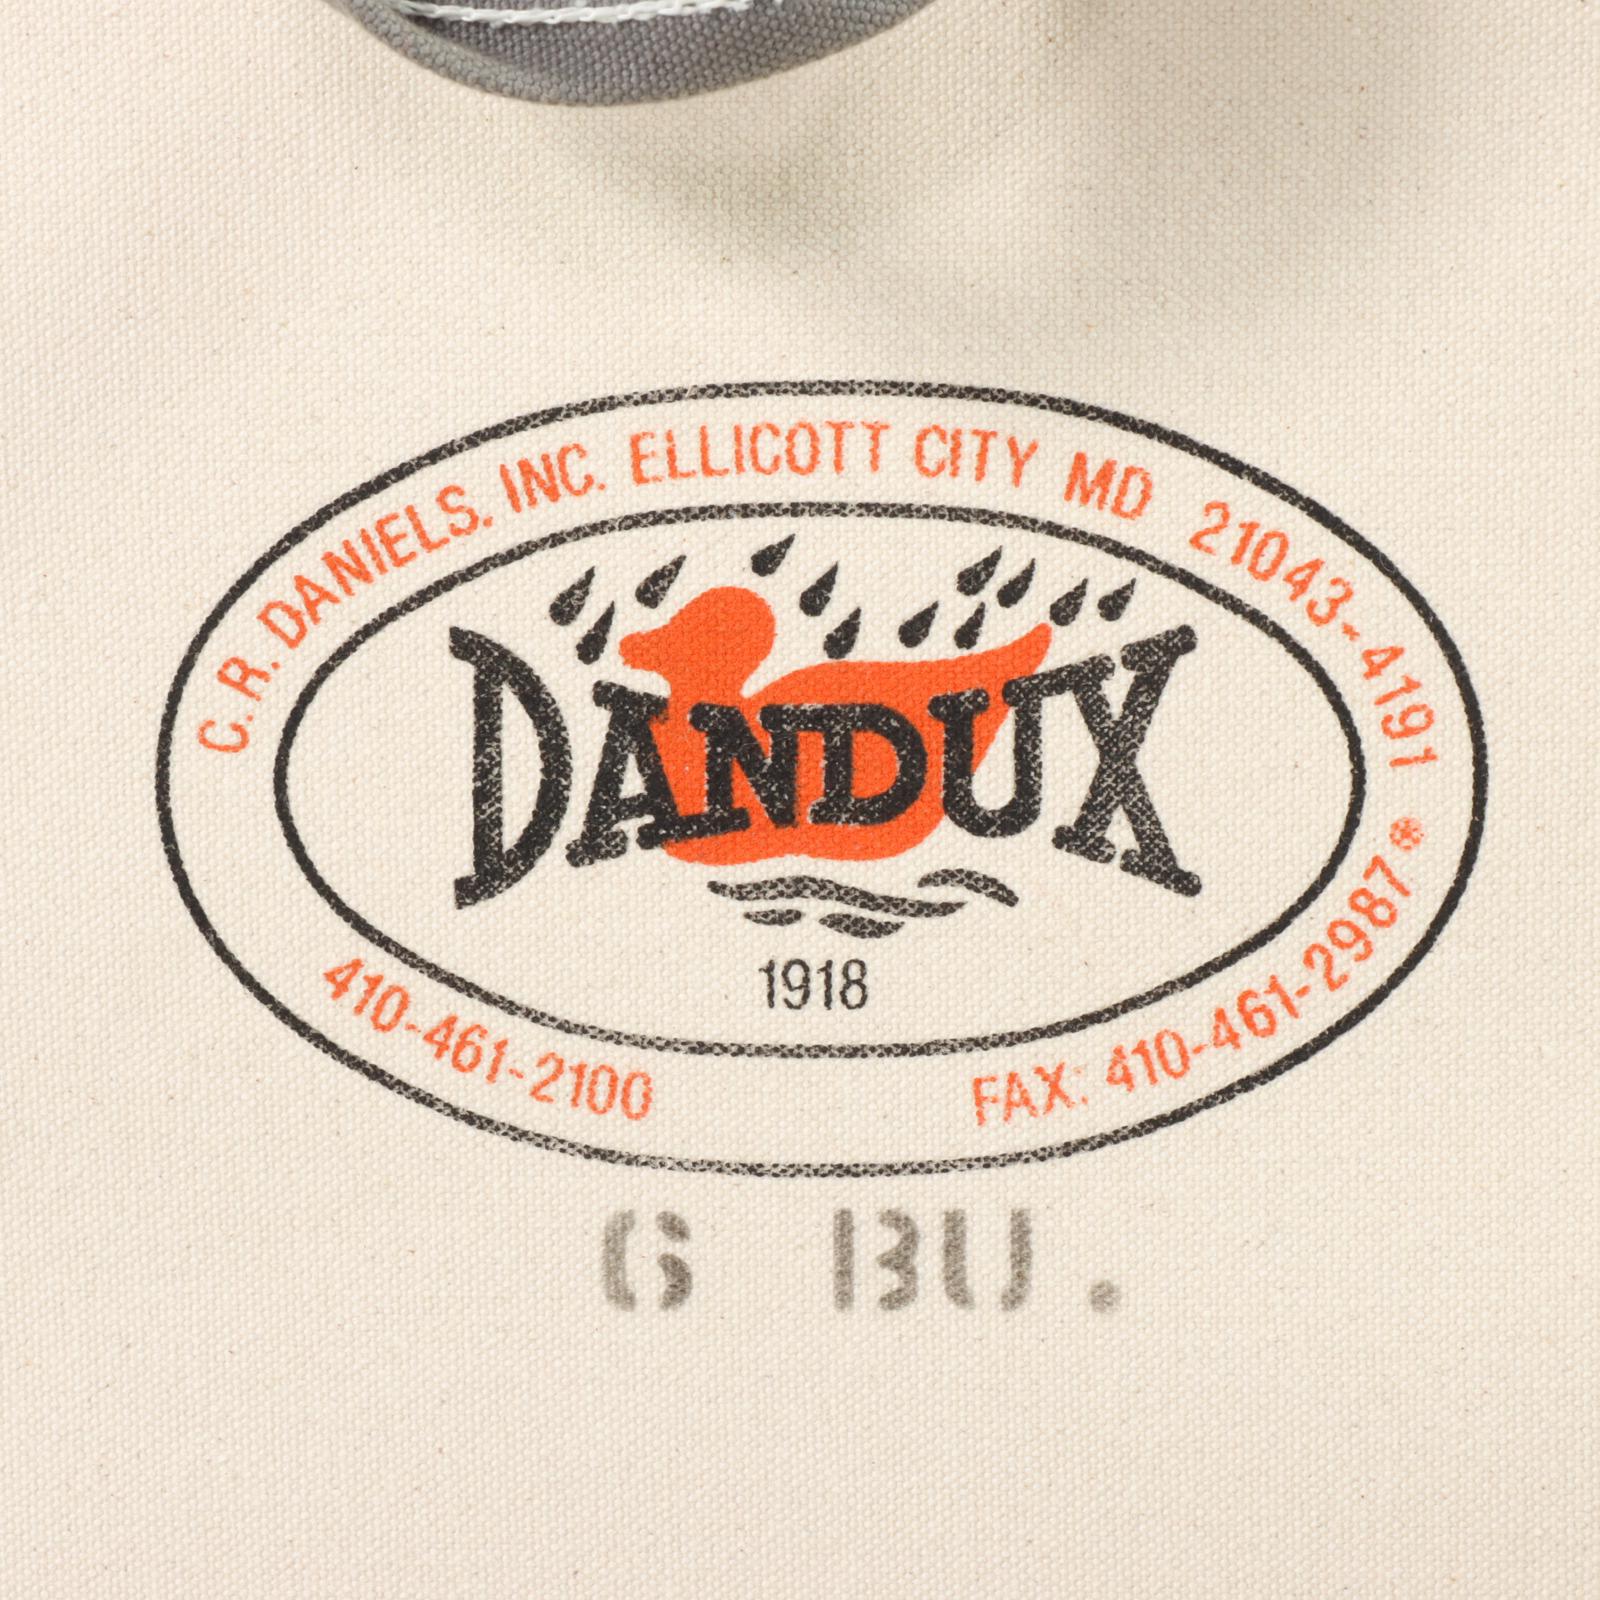 C.R. DANIELS, INC. ELLICOTT CITY MD 21043-4191
DANDUX
1918
410-461-2100
FAX: 410-461-2987
6 BU.